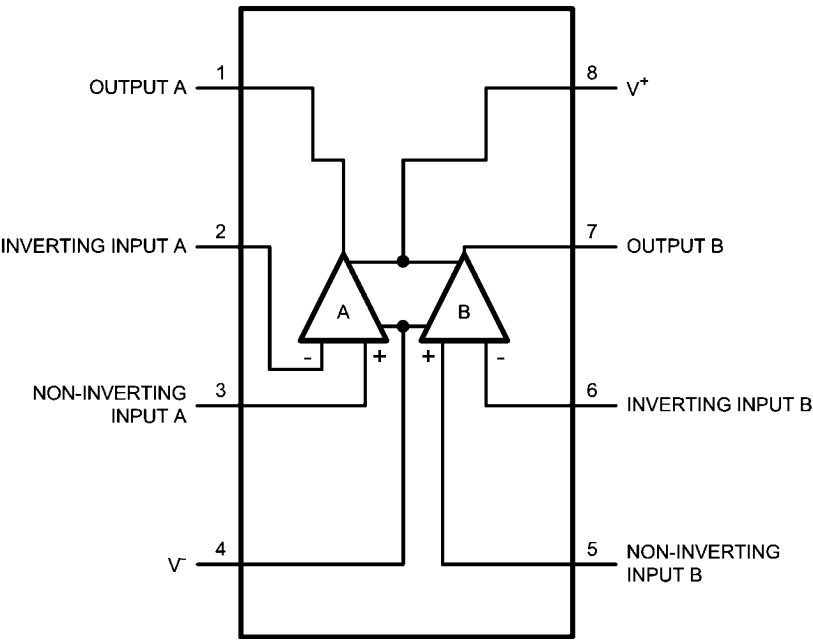 1
OUTPUT A
8
V+
2
INVERTING INPUT A
7
OUTPUT B
A
B
- + + -
3
NON-INVERTING
INPUT A
6
INVERTING INPUT B
4
V-
5
NON-INVERTING
INPUT B